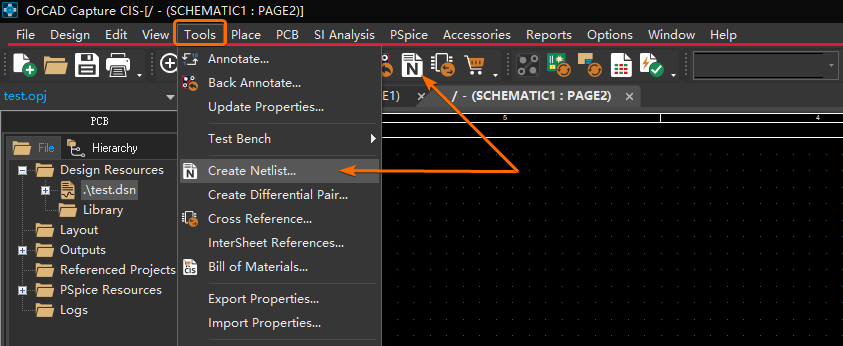 OrCAD Capture CIS-[/ - (SCHEMATIC1 : PAGE2)]
File Design Edit View Tools Place PCB SI Analysis PSpice Accessories Reports Options Window Help
N
test.opj
E1) × / - (SCHEMATIC1 : PAGE2) ×
PCB
File Hierarchy
Design Resources
.\test.dsn
Library
Layout
Outputs
Referenced Projects
PSpice Resources
Logs
Annotate...
Back Annotate...
Update Properties...
Test Bench
N Create Netlist...
Create Differential Pair...
Cross Reference...
InterSheet References...
CIS Bill of Materials...
Export Properties...
Import Properties...
5 4